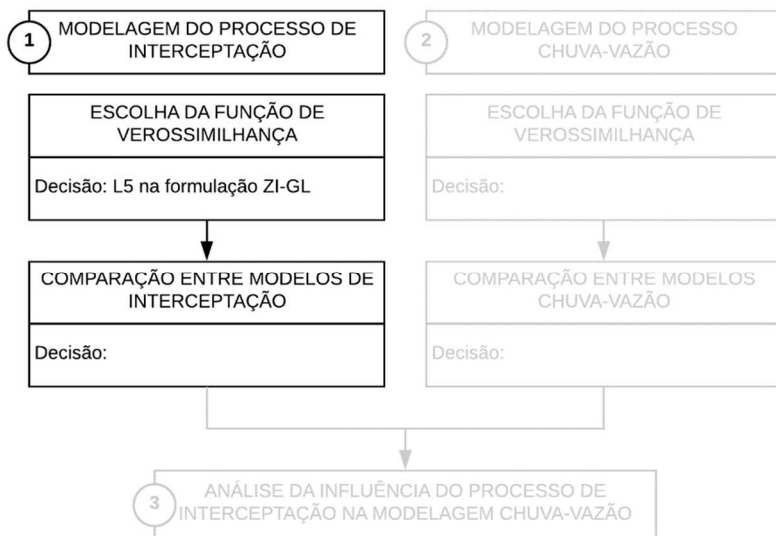 1
MODELAGEM DO PROCESSO DE
INTERCEPTAÇÃO
ESCOLHA DA FUNÇÃO DE
VEROSSIMILHANÇA
Decisão: L5 na formulação ZI-GL
COMPARAÇÃO ENTRE MODELOS DE
INTERCEPTAÇÃO
Decisão:
2
MODELAGEM DO PROCESSO
CHUVA-VAZÃO
ESCOLHA DA FUNÇÃO DE
VEROSSIMILHANÇA
Decisão:
COMPARAÇÃO ENTRE MODELOS
CHUVA-VAZÃO
Decisão:
3
ANÁLISE DA INFLUÊNCIA DO PROCESSO DE
INTERCEPTAÇÃO NA MODELAGEM CHUVA-VAZÃO